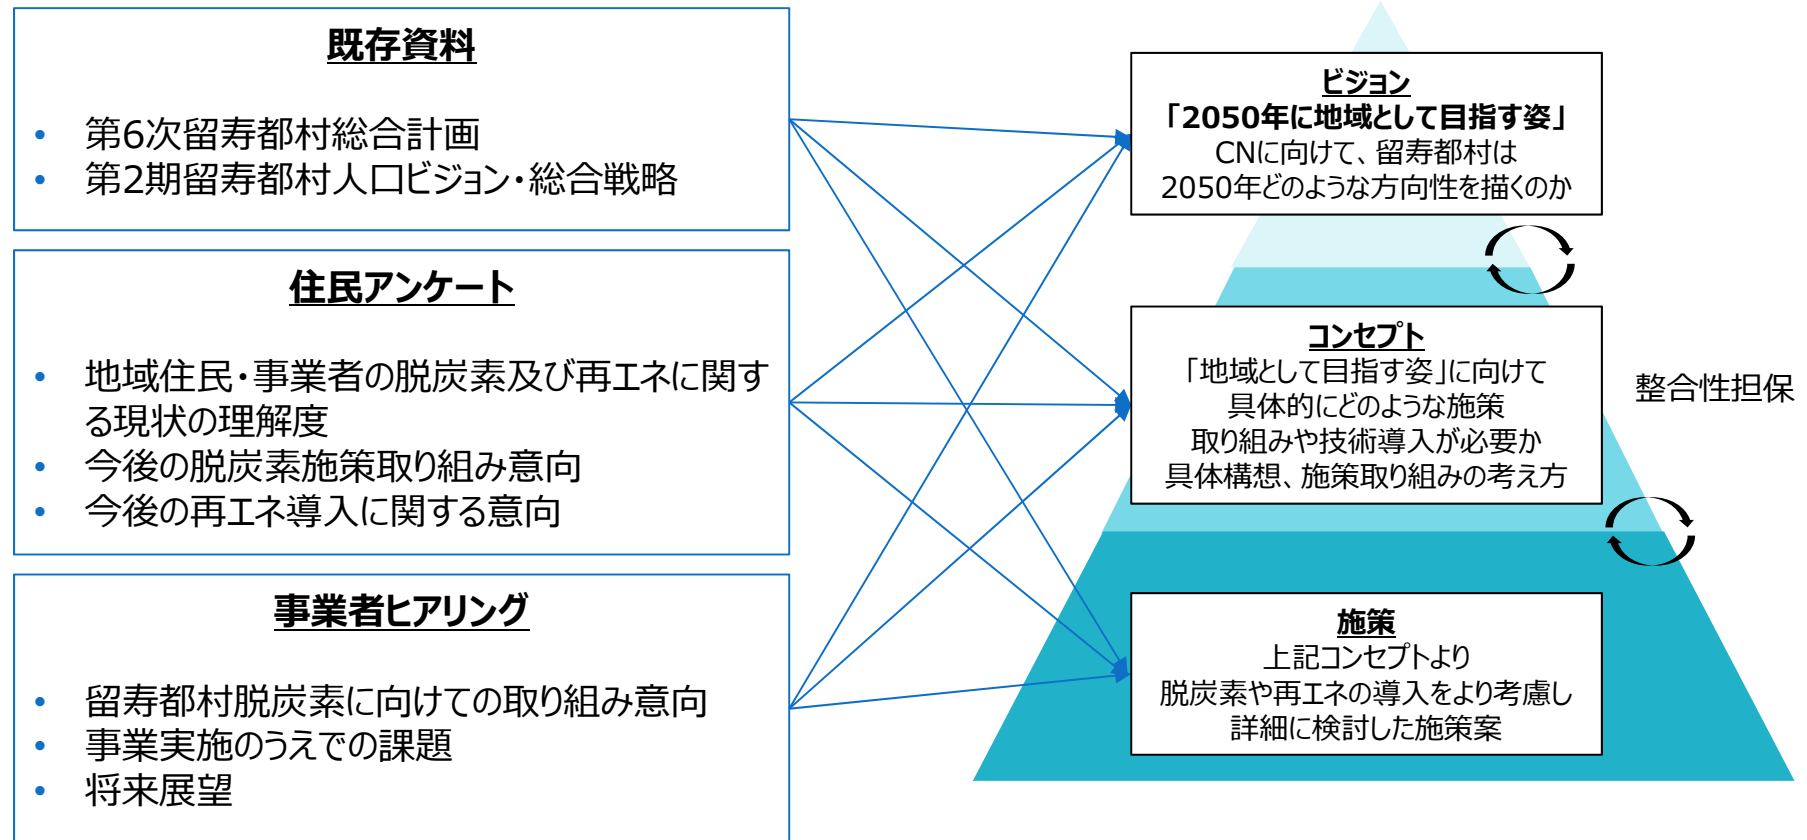 既存資料
• 第6次留寿都村総合計画
• 第2期留寿都村人口ビジョン・総合戦略
住民アンケート
• 地域住民・事業者の脱炭素及び再エネに関す
る現状の理解度
• 今後の脱炭素施策取り組み意向
• 今後の再エネ導入に関する意向
事業者ヒアリング
• 留寿都村脱炭素に向けての取り組み意向
• 事業実施のうえでの課題
• 将来展望
ビジョン
「2050年に地域として目指す姿」
CNに向けて、留寿都村は
2050年どのような方向性を描くのか
コンセプト
「地域として目指す姿」に向けて
具体的にどのような施策
取り組みや技術導入が必要か
具体構想、施策取り組みの考え方
施策
上記コンセプトより
脱炭素や再エネの導入をより考慮し
詳細に検討した施策案
整合性担保